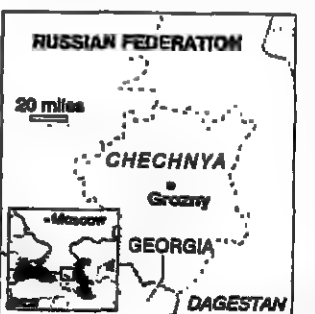 RUSSIAN FEDERATION
20 miles
CHECHNYA
Grozny
Moscow
GEORGIA
DAGESTAN